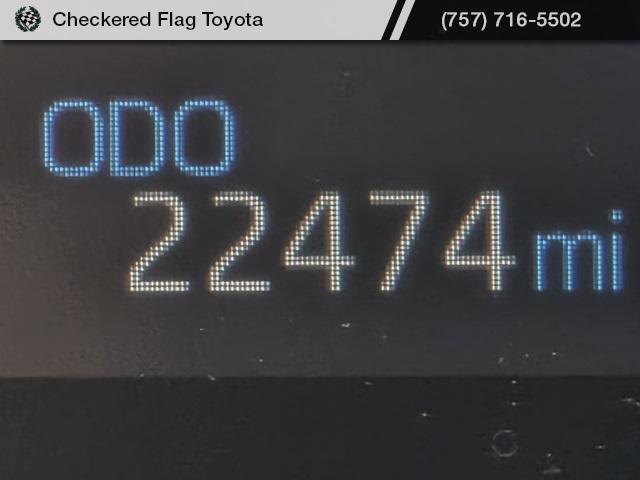 Checkered Flag Toyota (757) 716-5502
ODO
22474 mi